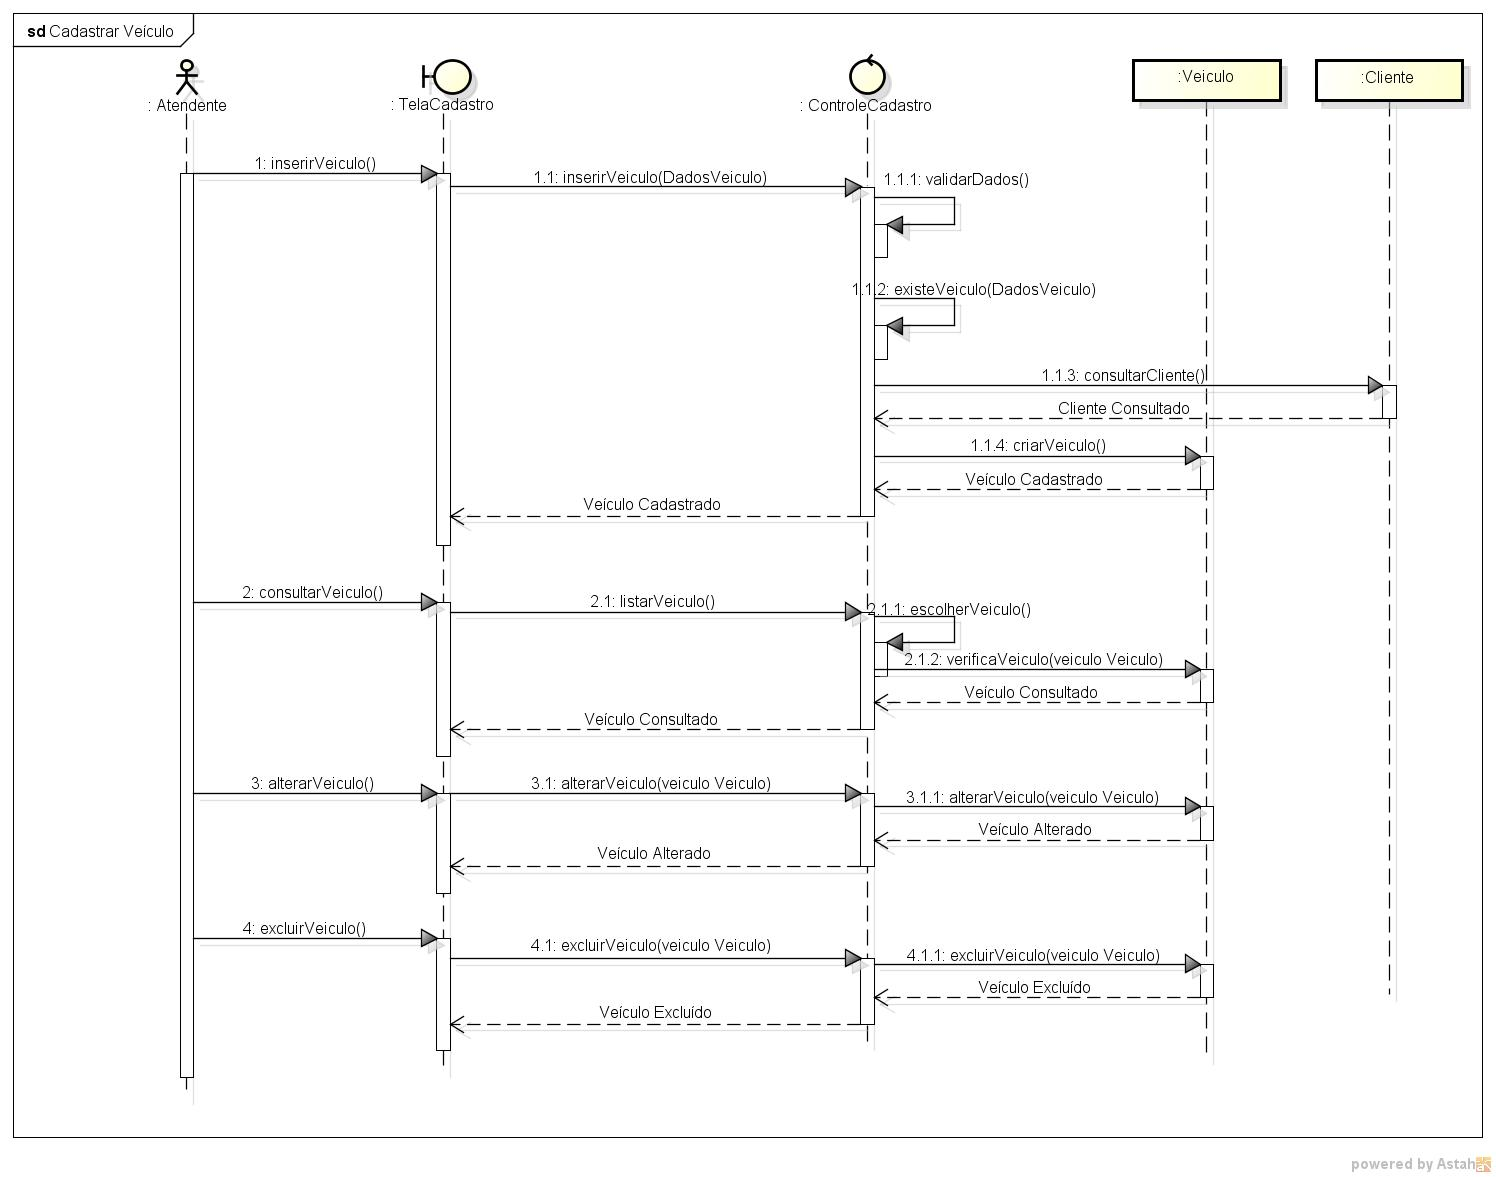 sd Cadastrar Veículo
: Atendente
: TelaCadastro
: ControleCadastro
:Veiculo
:Cliente
1: inserirVeiculo()
1.1: inserirVeiculo(DadosVeiculo)
1.1.1: validarDados()
1.1.2: existeVeiculo(DadosVeiculo)
1.1.3: consultarCliente()
Cliente Consultado
1.1.4: criarVeiculo()
Veículo Cadastrado
Veículo Cadastrado
2: consultarVeiculo()
2.1: listarVeiculo()
2.1.1: escolherVeiculo()
2.1.2: verificaVeiculo(veiculo Veiculo)
Veículo Consultado
Veículo Consultado
3: alterarVeiculo()
3.1: alterarVeiculo(veiculo Veiculo)
3.1.1: alterarVeiculo(veiculo Veiculo)
Veículo Alterado
Veículo Alterado
4: excluirVeiculo()
4.1: excluirVeiculo(veiculo Veiculo)
4.1.1: excluirVeiculo(veiculo Veiculo)
Veículo Excluído
Veículo Excluído
powered by Astah